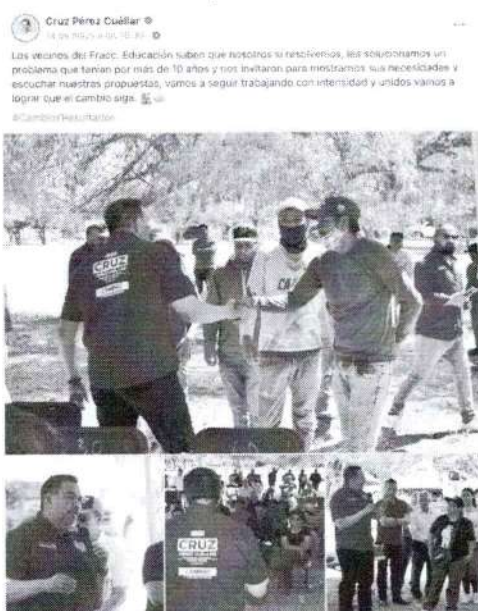 Cruz Pérez Cuéllar
Los vecinos del Fracc. Educación saben que nosotros si resolvemos, les solucionamos un
problema que tenían por más de 10 años y nos invitaron para mostrarnos sus necesidades y
escuchar nuestras propuestas, vamos a seguir trabajando con intensidad y unidos vamos a
lograr que el cambio siga.
CRUZ
CRUZ